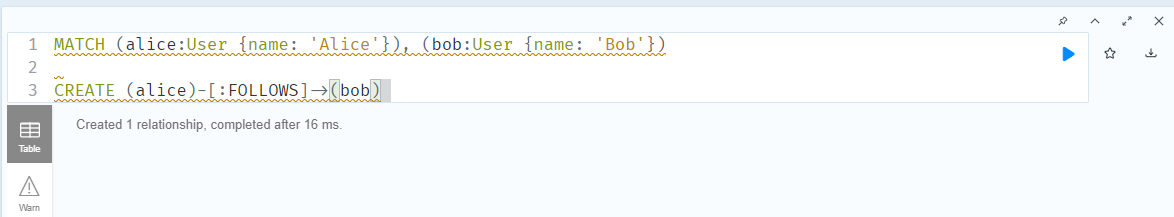 1 MATCH (alice:User {name: 'Alice'}), (bob:User {name: 'Bob'})
2
3 CREATE (alice)-[:FOLLOWS]->(bob)
Created 1 relationship, completed after 16 ms.
Table
Warn